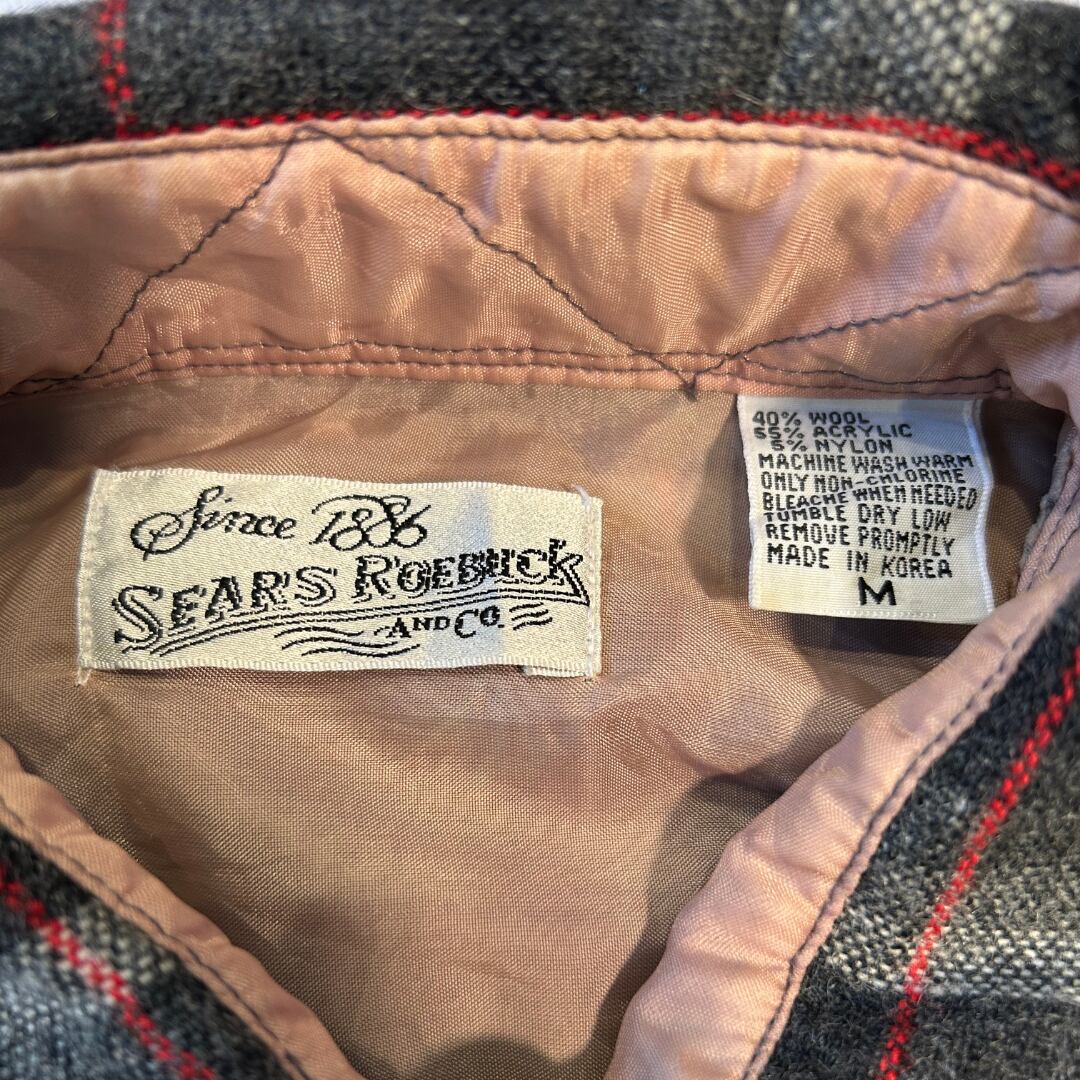 Since 1886
SEARS ROEBUCK
AND CO.
40% WOOL
55% ACRYLIC
5% NYLON
MACHINE WASH WARM
ONLY NON-CHLORINE
BLEACHE WHEN NEEDED
TUMBLE DRY LOW
REMOVE PROMPTLY
MADE IN KOREA
M